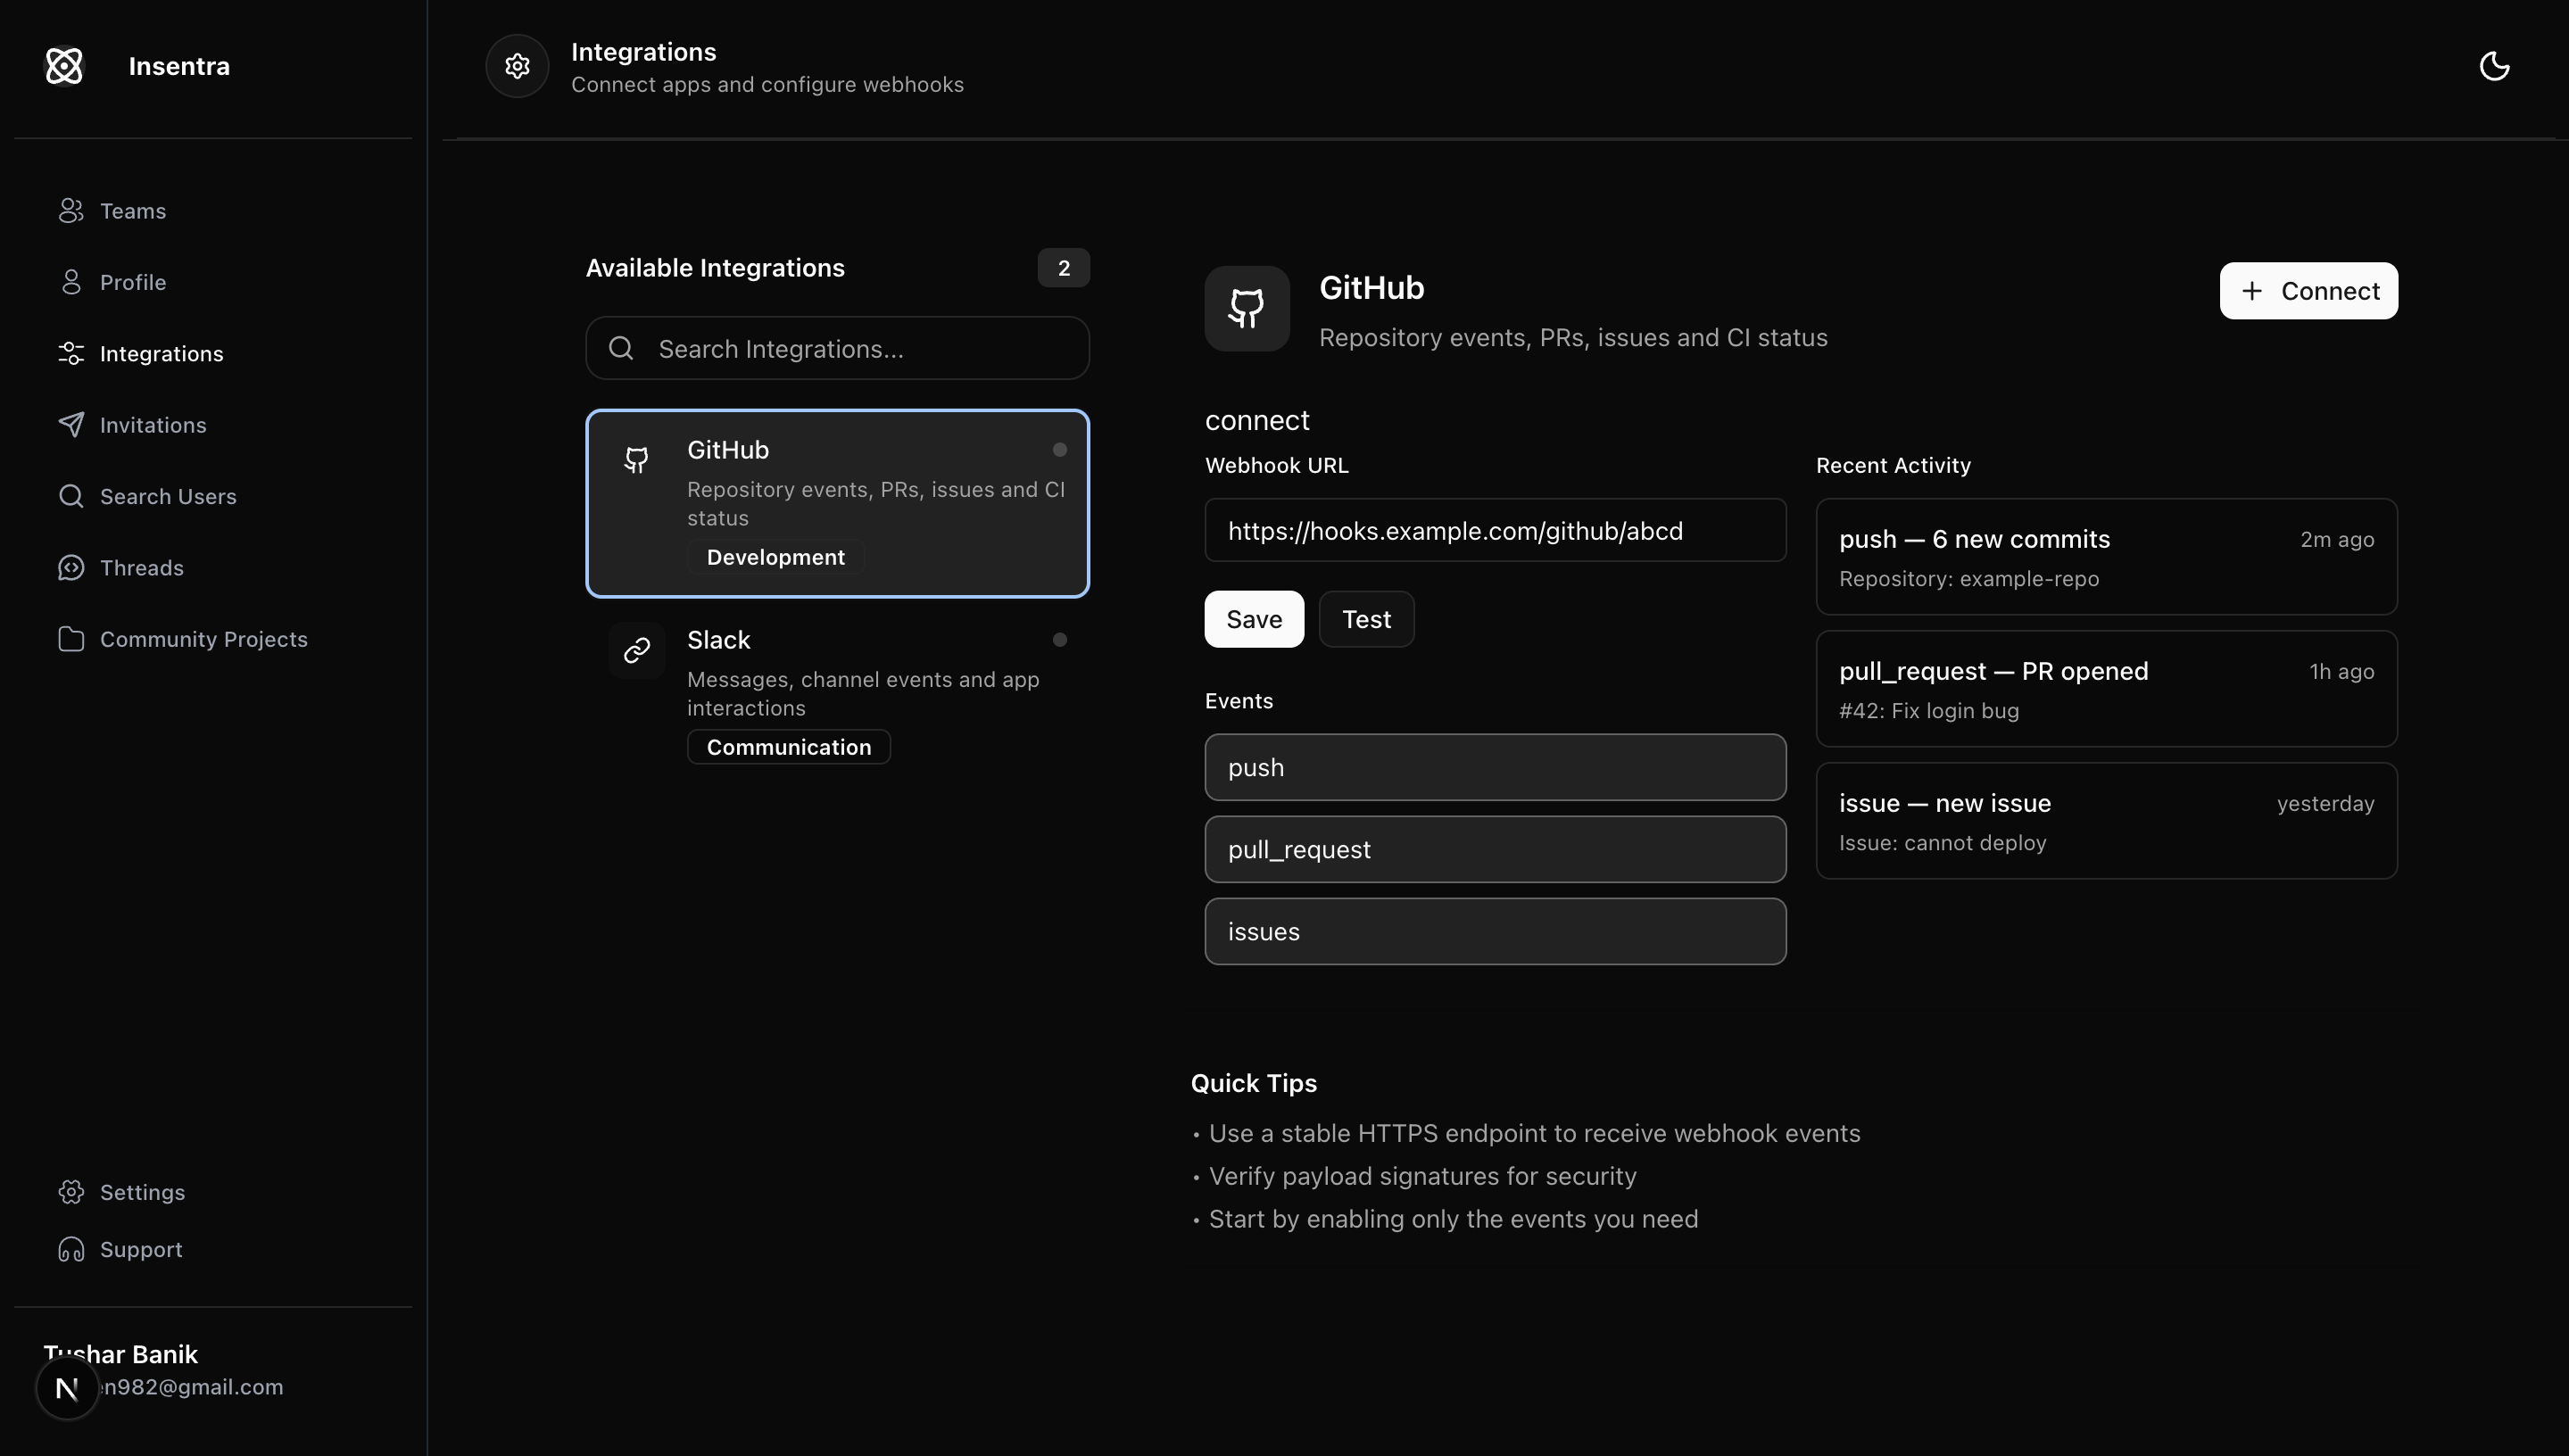 Insentra
Teams
Profile
Integrations
Invitations
Search Users
Threads
Community Projects
Settings
Support
Tushar Banik
en982@gmail.com
Integrations
Connect apps and configure webhooks
Available Integrations
2
Search Integrations...
GitHub
Repository events, PRs, issues and CI
status
Development
Slack
Messages, channel events and app
interactions
Communication
GitHub
Repository events, PRs, issues and CI status
+ Connect
connect
Webhook URL
https://hooks.example.com/github/abcd
Save
Test
Events
push
pull_request
issues
Recent Activity
push — 6 new commits
2m ago
Repository: example-repo
pull_request — PR opened
1h ago
#42: Fix login bug
issue — new issue
yesterday
Issue: cannot deploy
Quick Tips
• Use a stable HTTPS endpoint to receive webhook events
• Verify payload signatures for security
• Start by enabling only the events you need